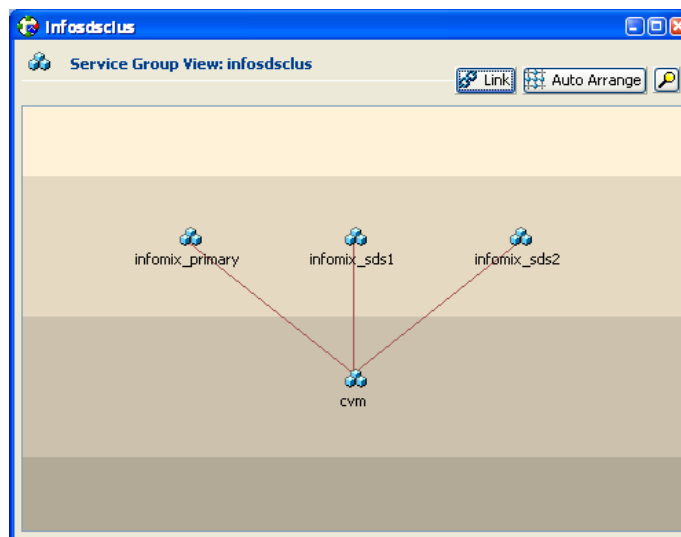 Infosdsclus
Service Group View: infosdsclus
Link
Auto Arrange
infomix_primary
infomix_sds1
infomix_sds2
cvm